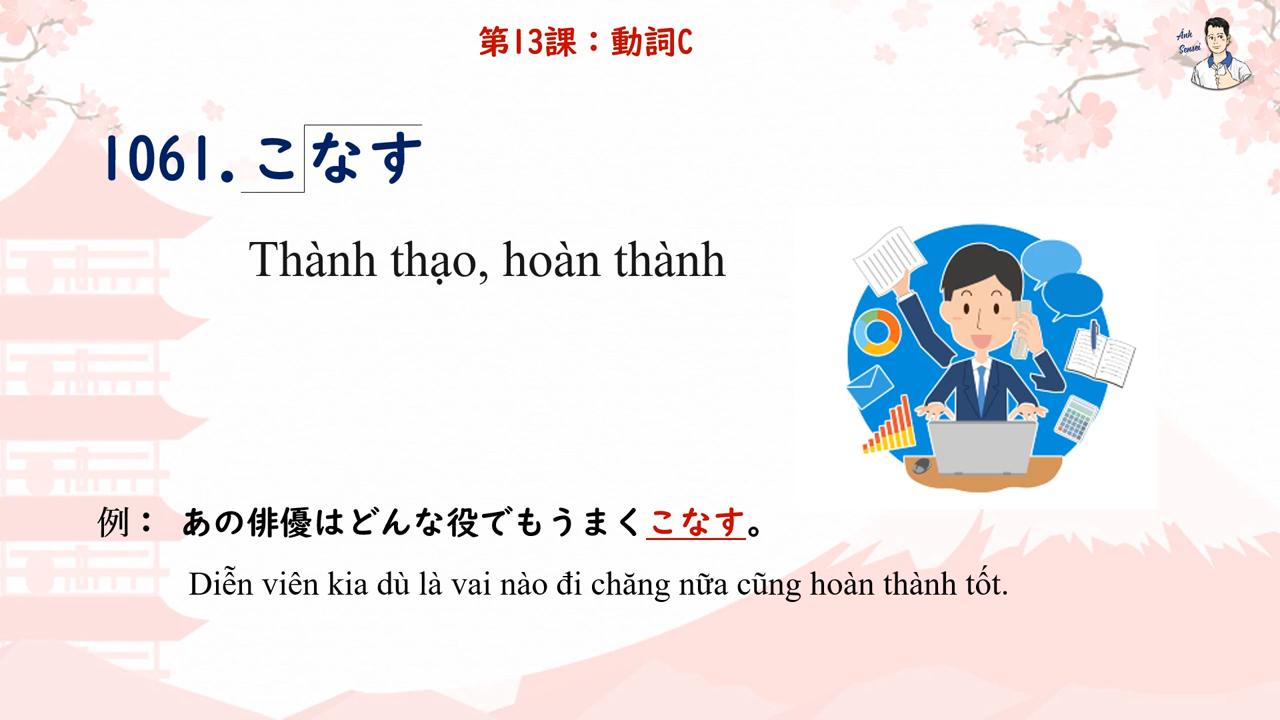 第13課：動詞C
Anh
Sensei
1061. こなす
Thành thạo, hoàn thành
例： あの俳優はどんな役でもうまくこなす。
Diễn viên kia dù là vai nào đi chăng nữa cũng hoàn thành tốt.